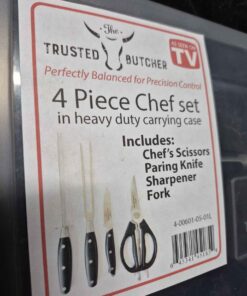 The
TRUSTED BUTCHER
AS SEEN ON
TV
Perfectly Balanced for Precision Control
4 Piece Chef set
in heavy duty carrying case
Includes:
Chef's Scissors
Paring Knife
Sharpener
Fork
4-00601-05-01L